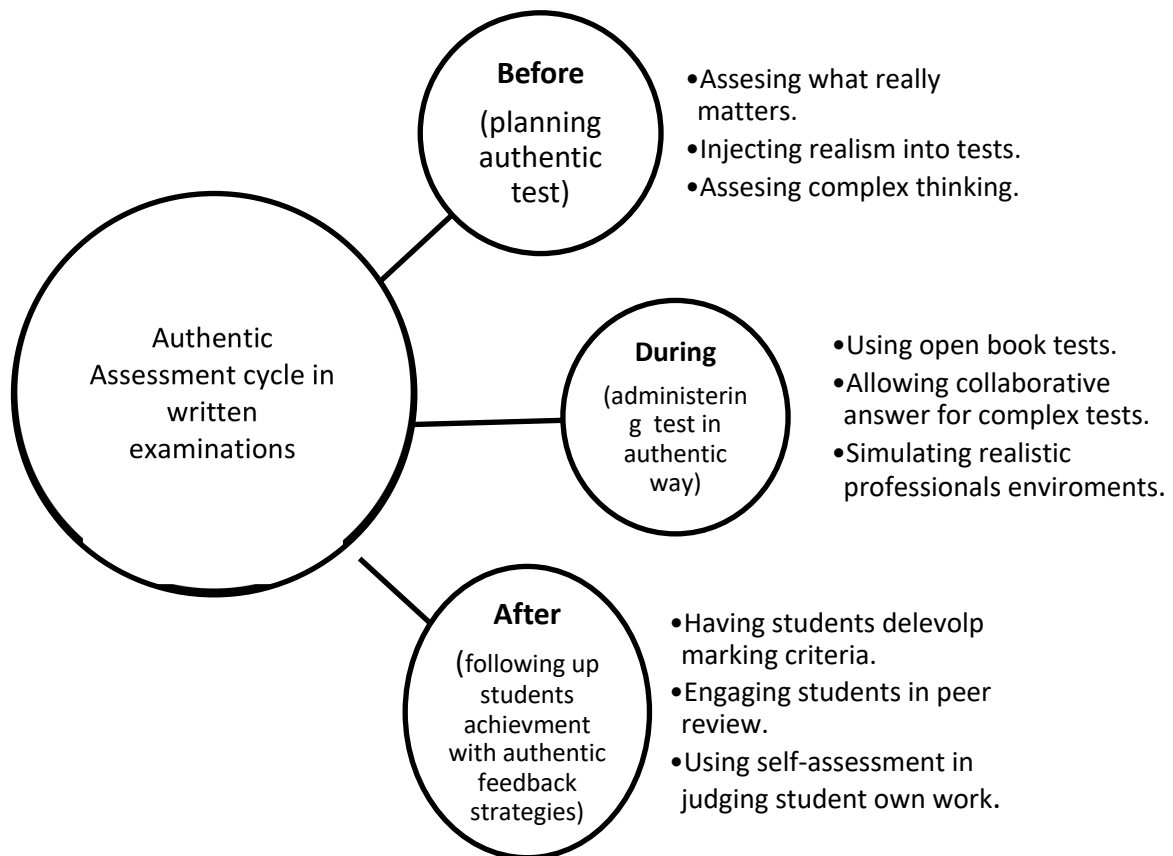 Before
(planning
authentic
test)
•Assesing what really
matters.
•Injecting realism into tests.
•Assesing complex thinking.
Authentic
Assessment cycle in
written
examinations
During
(administerin
g test in
authentic
way)
•Using open book tests.
•Allowing collaborative
answer for complex tests.
•Simulating realistic
professionals enviroments.
After
(following up
students
achievment
with authentic
feedback
strategies)
•Having students delevolp
marking criteria.
•Engaging students in peer
review.
•Using self-assessment in
judging student own work.